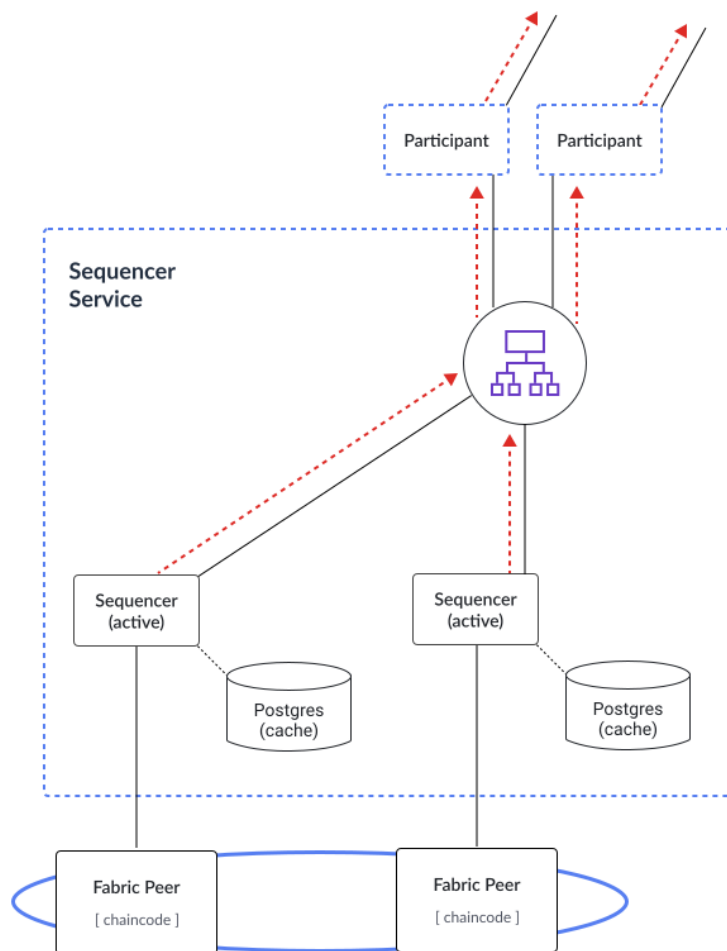 Participant
Participant
Sequencer
Service
Sequencer
(active)
Sequencer
(active)
Postgres
(cache)
Postgres
(cache)
Fabric Peer
[ chaincode ]
Fabric Peer
[ chaincode ]